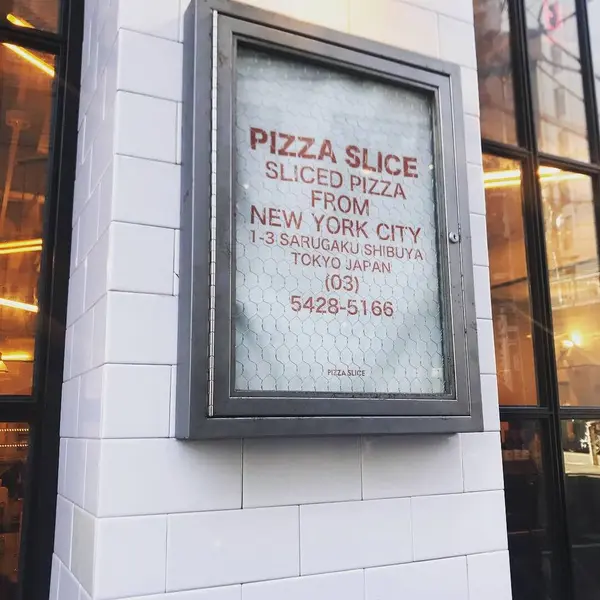 PIZZA SLICE
SLICED PIZZA
FROM
NEW YORK CITY
1-3 SARUGAKU SHIBUYA
TOKYO JAPAN
(03)
5428-5166
PIZZA SLICE